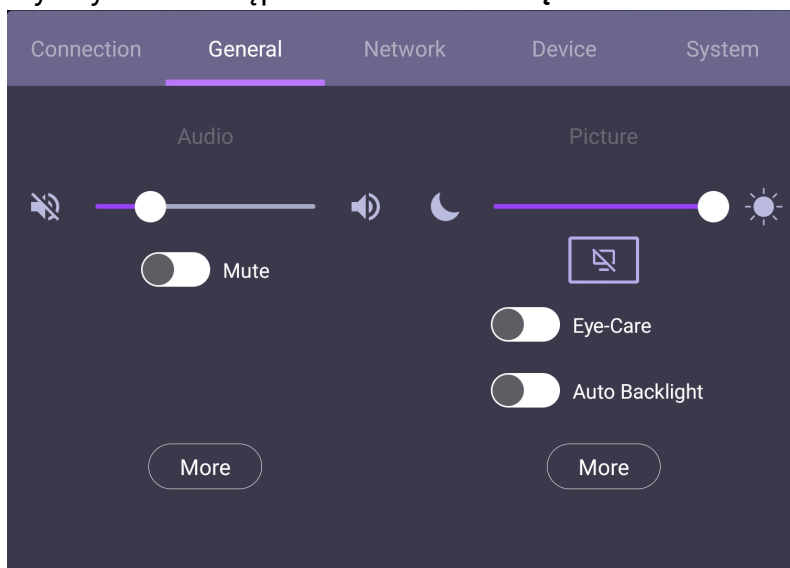 Connection General Network Device System
Audio Picture
Mute
Eye-Care
Auto Backlight
More More